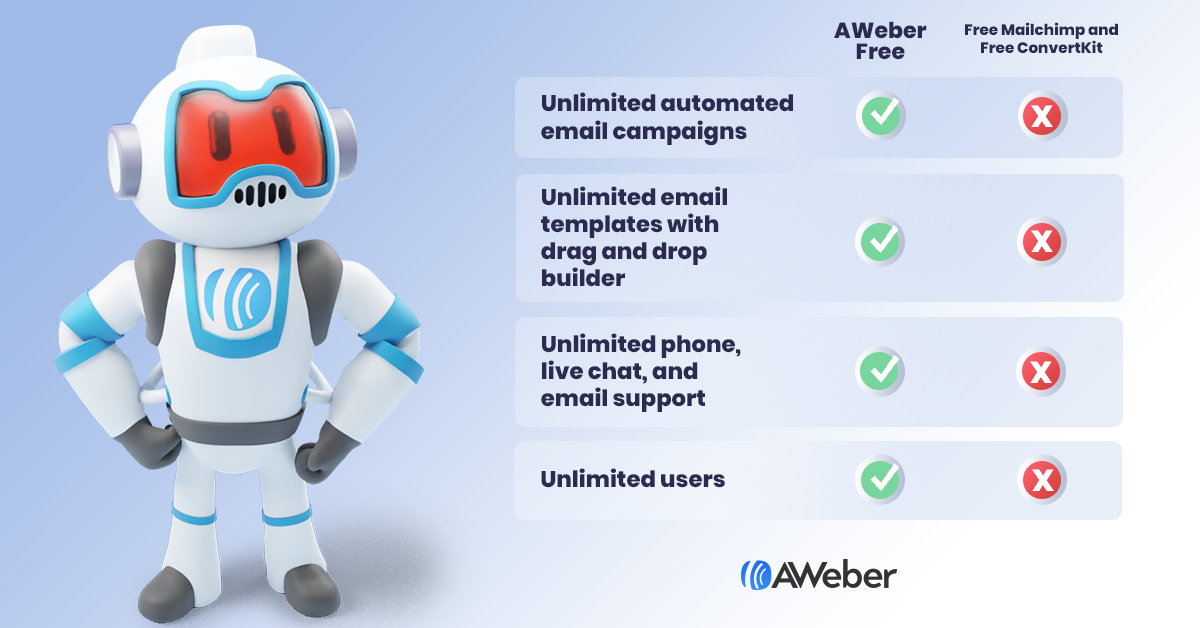 AWeber
Free
Free Mailchimp and
Free ConvertKit
Unlimited automated
email campaigns
X
Unlimited email
templates with
drag and drop
builder
X
Unlimited phone,
live chat, and
email support
X
Unlimited users
X
AWeber